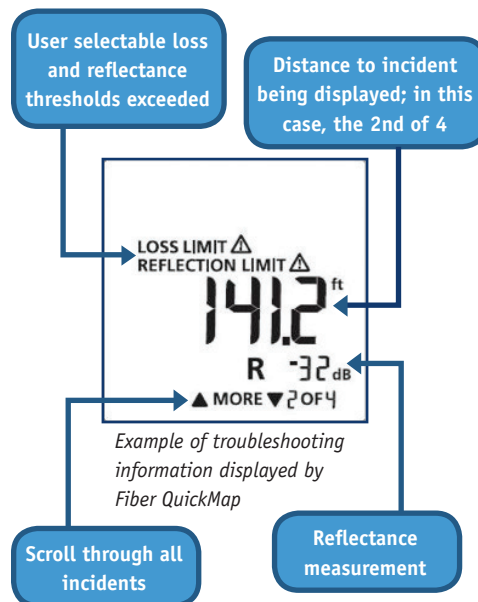 User selectable loss
and reflectance
thresholds exceeded
Distance to incident
being displayed; in this
case, the 2nd of 4
LOSS LIMIT ⚠
REFLECTION LIMIT ⚠
141.2 ft
R -32 dB
▲ MORE ▼ 2 OF 4
Example of troubleshooting
information displayed by
Fiber QuickMap
Scroll through all
incidents
Reflectance
measurement